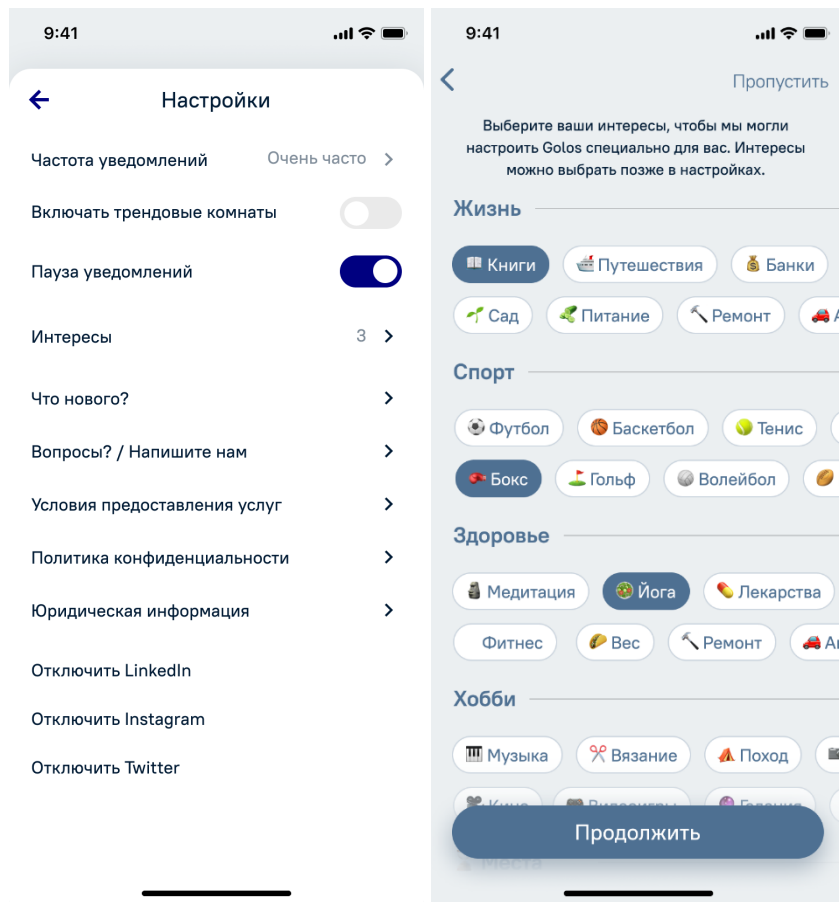 9:41
Настройки
Частота уведомлений Очень часто
Включать трендовые комнаты
Пауза уведомлений
Интересы 3
Что нового?
Вопросы? / Напишите нам
Условия предоставления услуг
Политика конфиденциальности
Юридическая информация
Отключить LinkedIn
Отключить Instagram
Отключить Twitter
9:41
Пропустить
Выберите ваши интересы, чтобы мы могли
настроить Golos специально для вас. Интересы
можно выбрать позже в настройках.
Жизнь
Книги Путешествия Банки
Сад Питание Ремонт
Спорт
Футбол Баскетбол Тенис
Бокс Гольф Волейбол
Здоровье
Медитация Йога Лекарства
Фитнес Вес Ремонт
Хобби
Музыка Вязание Поход
Кино Видеоигры
Продолжить
Места